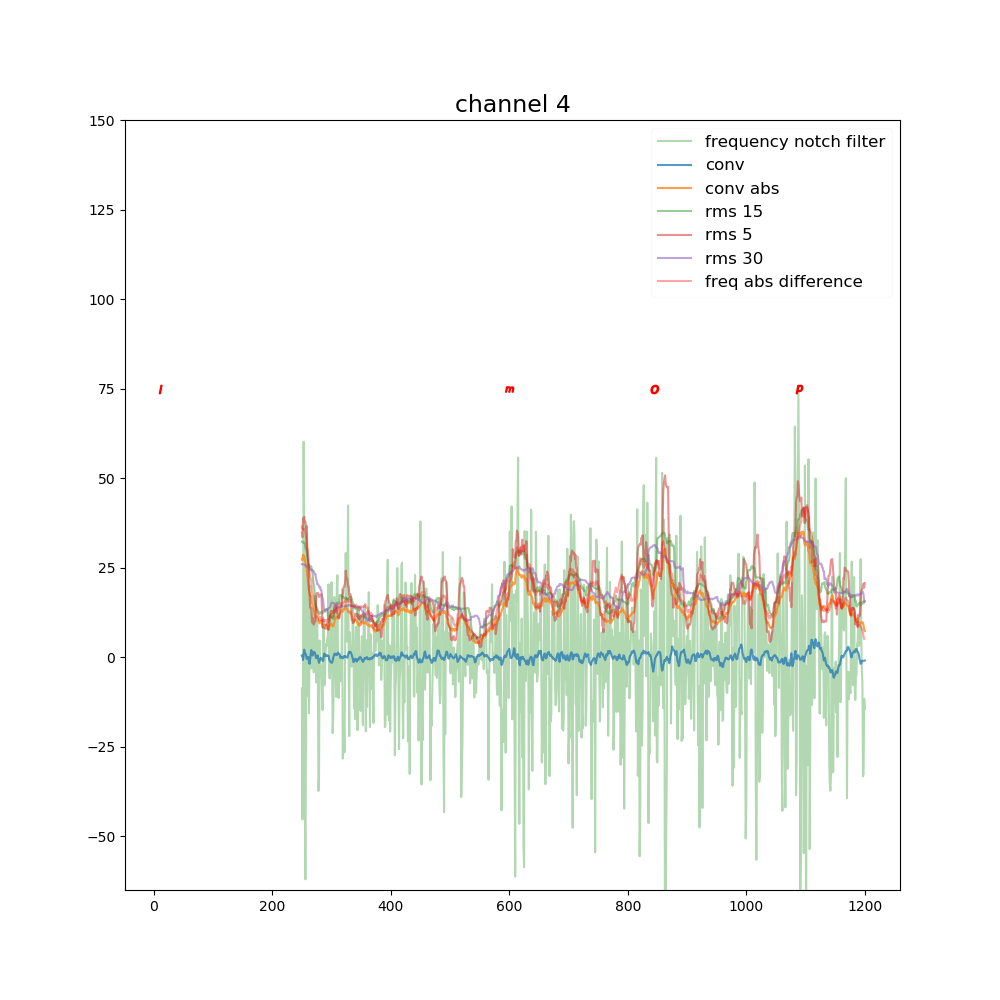 channel 4
150
125
100
75
50
25
0
−25
−50
frequency notch filter
conv
conv abs
rms 15
rms 5
rms 30
freq abs difference
l m O p
0 200 400 600 800 1000 1200